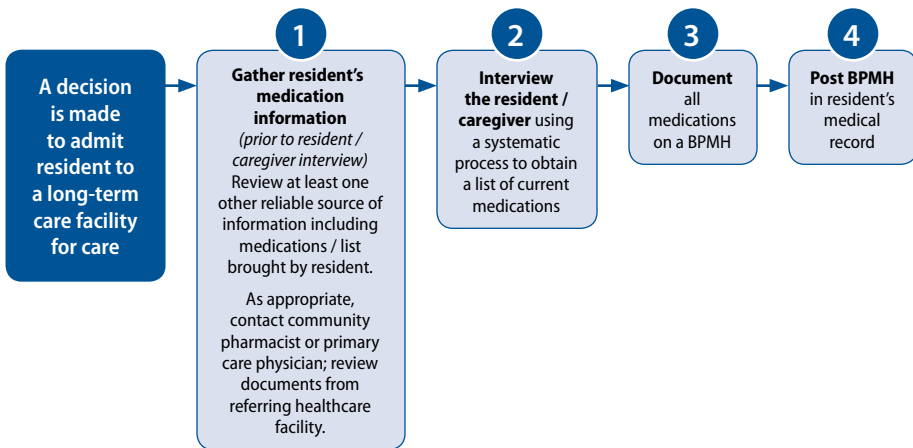 A decision
is made
to admit
resident to
a long-term
care facility
for care
1
Gather resident's
medication
information
(prior to resident /
caregiver interview)
Review at least one
other reliable source of
information including
medications / list
brought by resident.
As appropriate,
contact community
pharmacist or primary
care physician; review
documents from
referring healthcare
facility.
2
Interview
the resident /
caregiver using
a systematic
process to obtain
a list of current
medications
3
Document
all
medications
on a BPMH
4
Post BPMH
in resident's
medical
record